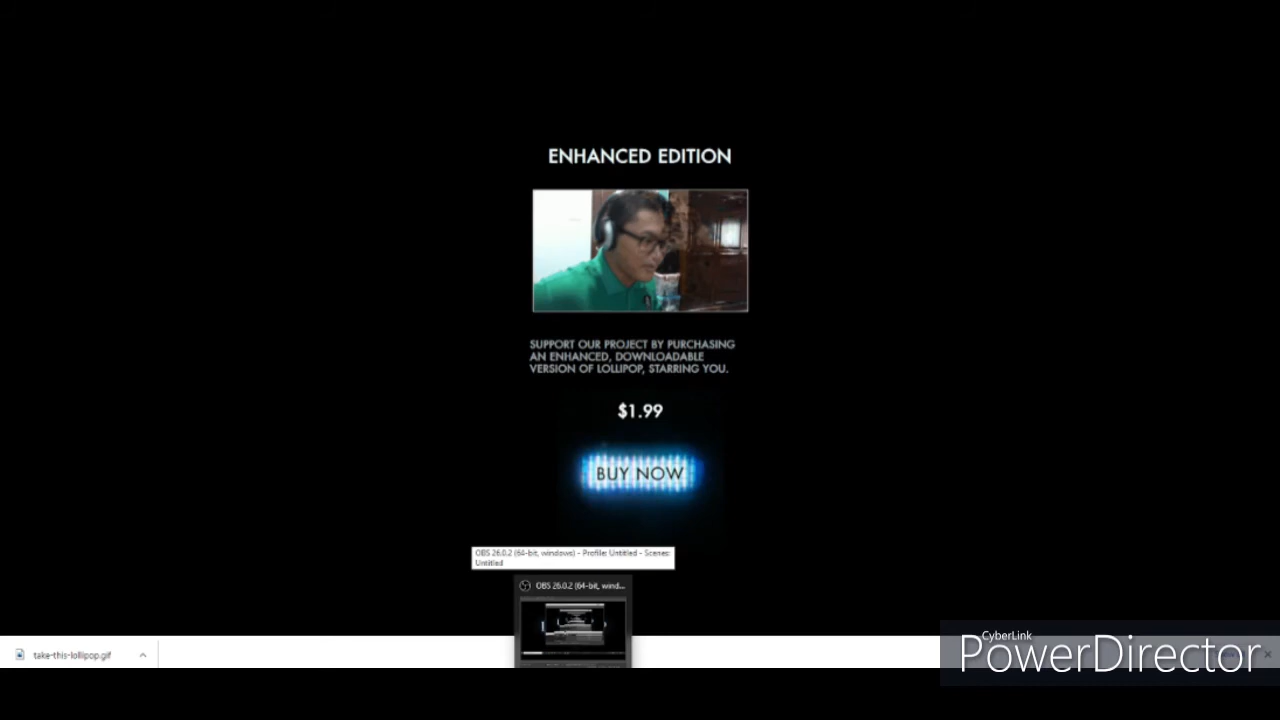 ENHANCED EDITION
SUPPORT OUR PROJECT BY PURCHASING
AN ENHANCED, DOWNLOADABLE
VERSION OF LOLLIPOP, STARRING YOU.
$1.99
BUY NOW
OBS 26.0.2 (64-bit, windows) - Profile: Untitled - Scenes:
Untitled
OBS 26.0.2 (64-bit, wind...
take-this-lollipop.gif
CyberLink
PowerDirector